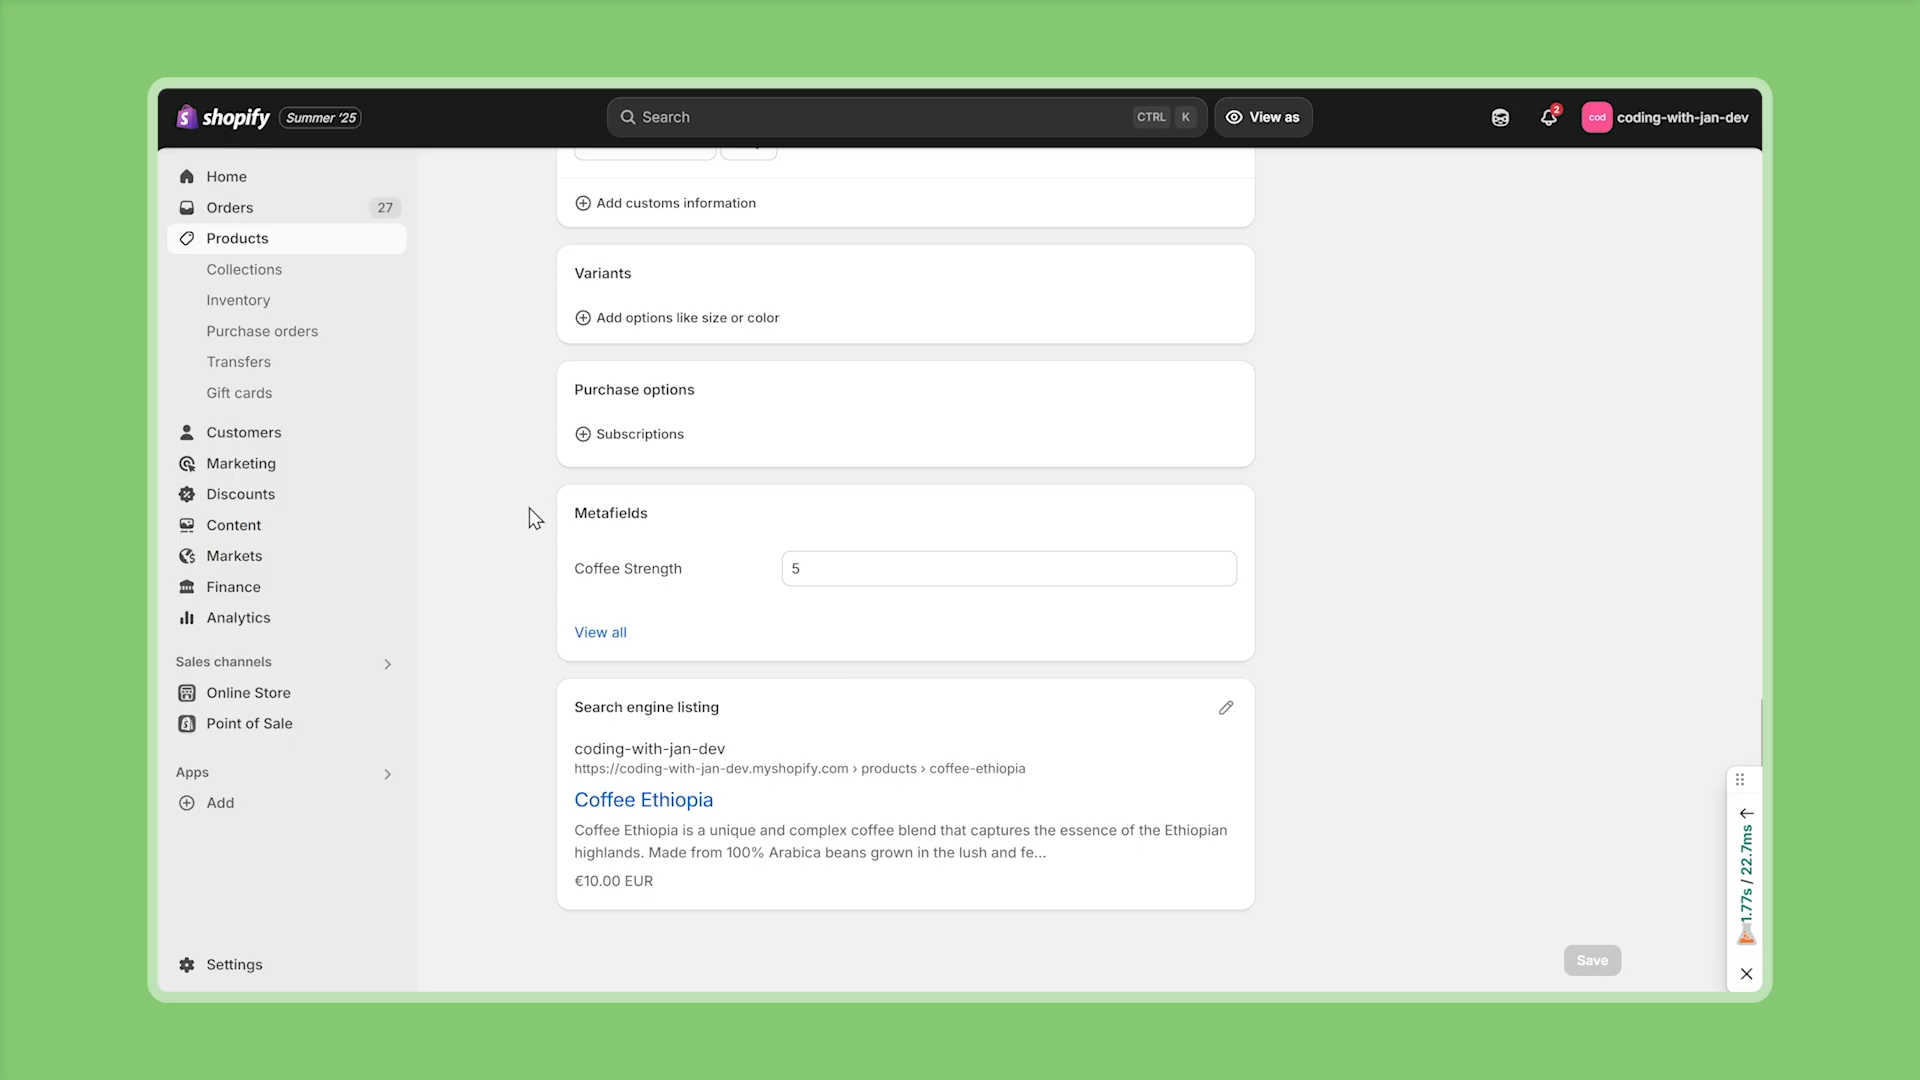 shopify Summer '25
Search CTRL K
View as
2
cod coding-with-jan-dev
Home
Orders 27
Products
Collections
Inventory
Purchase orders
Transfers
Gift cards
Customers
Marketing
Discounts
Content
Markets
Finance
Analytics
Sales channels
Online Store
Point of Sale
Apps
Add
Settings
Add customs information
Variants
Add options like size or color
Purchase options
Subscriptions
Metafields
Coffee Strength 5
View all
Search engine listing
coding-with-jan-dev
https://coding-with-jan-dev.myshopify.com › products › coffee-ethiopia
Coffee Ethiopia
Coffee Ethiopia is a unique and complex coffee blend that captures the essence of the Ethiopian
highlands. Made from 100% Arabica beans grown in the lush and fe...
€10.00 EUR
Save
1.77s / 22.7ms